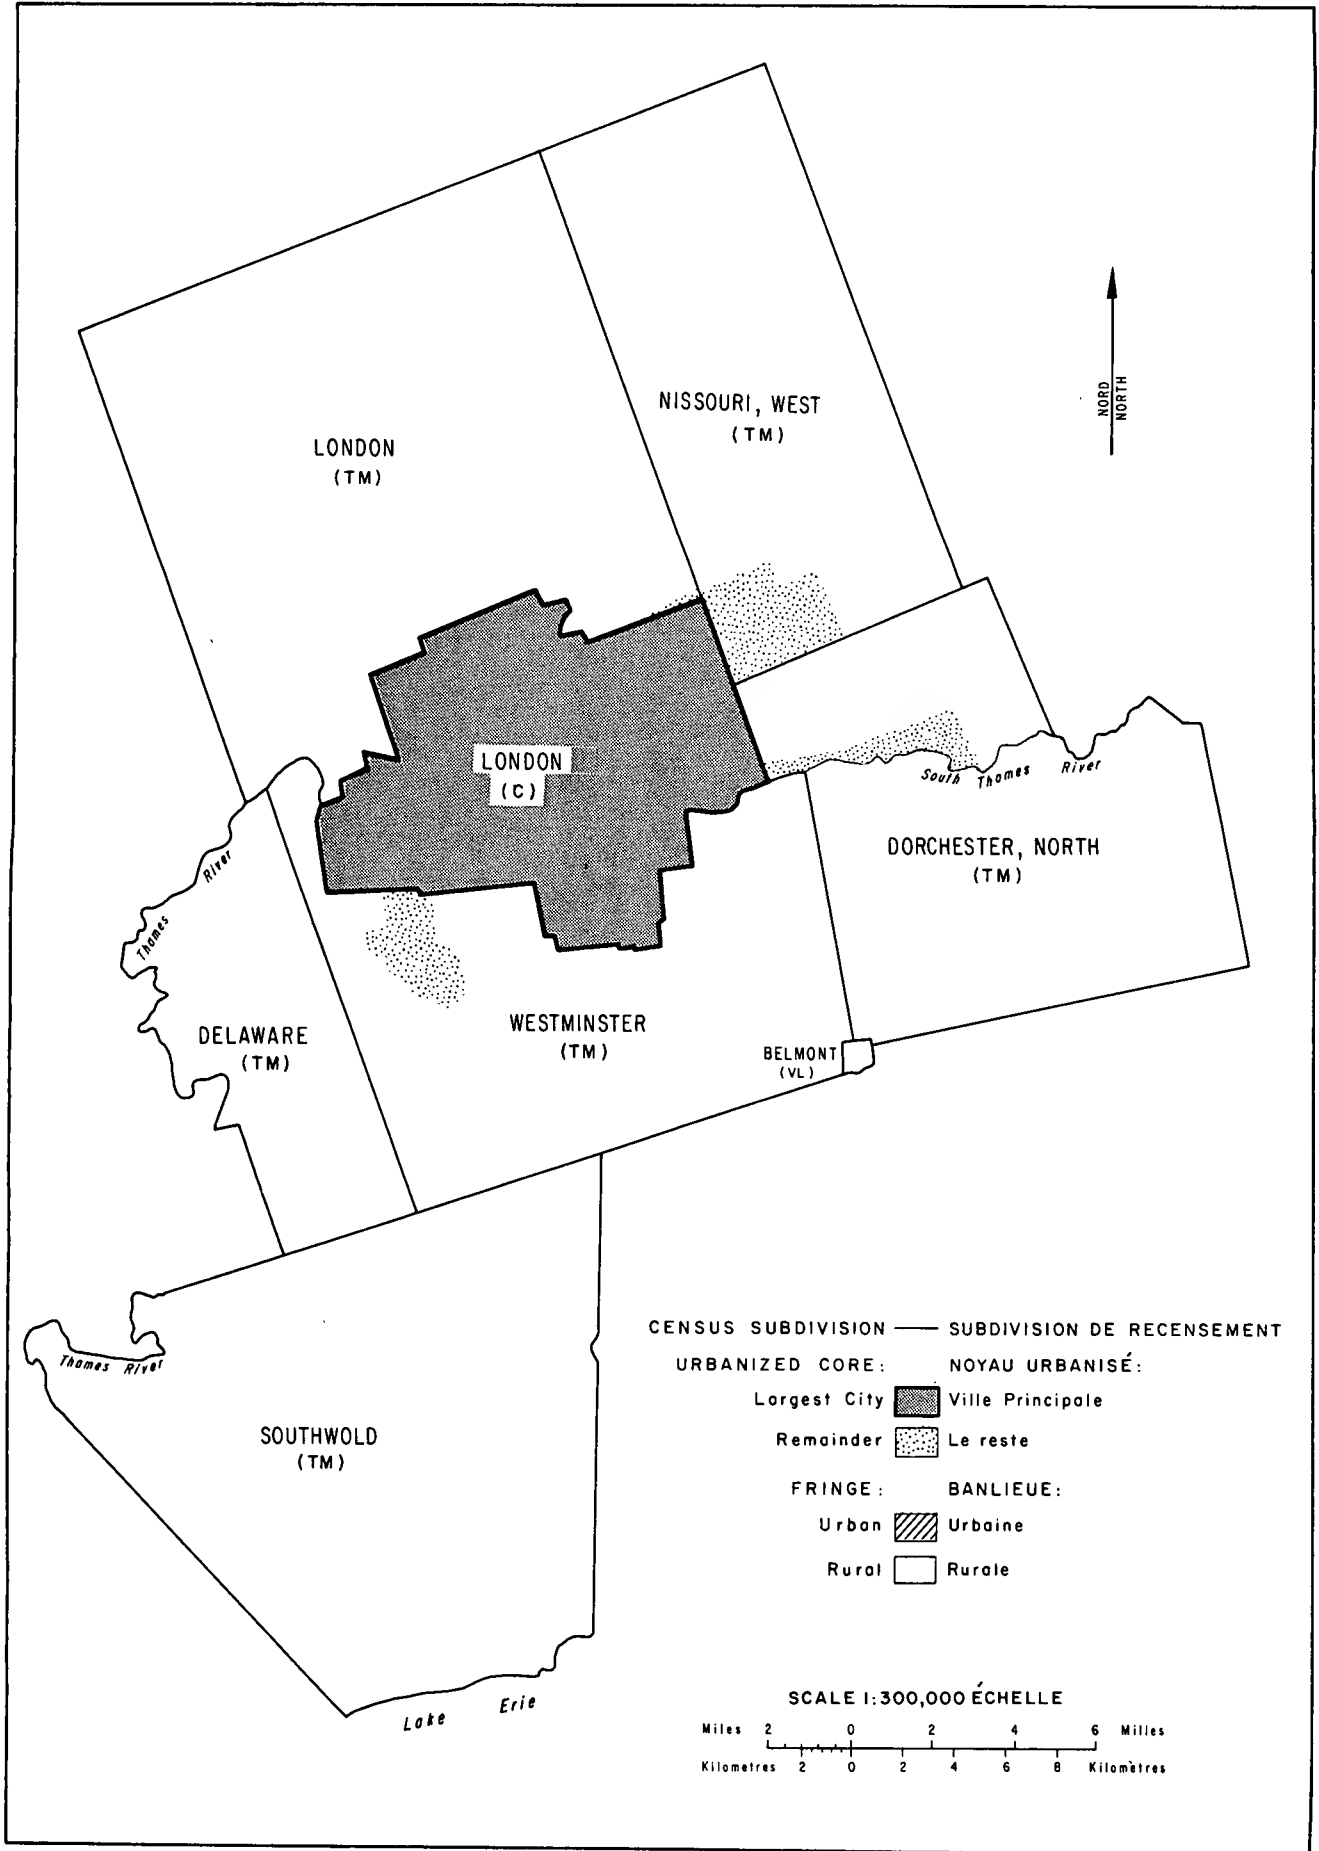 NISSOURI, WEST
(TM)
LONDON
(TM)
NORD
NORTH
LONDON
(C)
South Thames River
DORCHESTER, NORTH
(TM)
Thames River
DELAWARE
(TM)
WESTMINSTER
(TM)
BELMONT
(VL)
Thames River
SOUTHWOLD
(TM)
Lake Erie
CENSUS SUBDIVISION — SUBDIVISION DE RECENSEMENT
URBANIZED CORE: NOYAU URBANISÉ:
Largest City Ville Principale
Remainder Le reste
FRINGE: BANLIEUE:
Urban Urbaine
Rural Rurale
SCALE 1:300,000 ÉCHELLE
Miles 2 0 2 4 6 Milles
Kilometres 2 0 2 4 6 8 Kilomètres